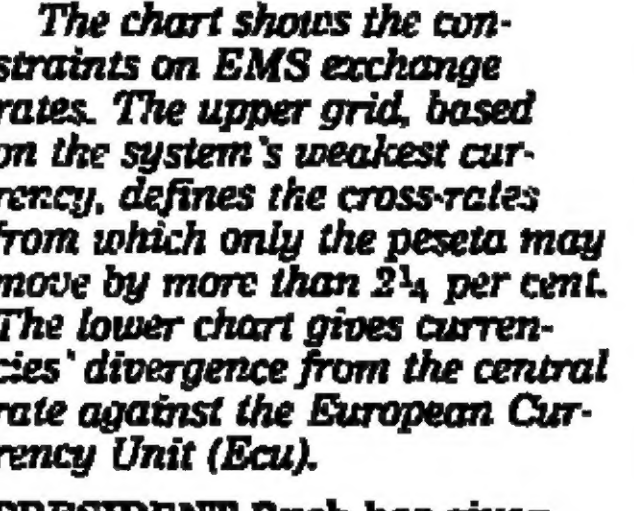 The chart shows the con-
straints on EMS exchange
rates. The upper grid, based
on the system's weakest cur-
rency, defines the cross-rates
from which only the peseta may
move by more than 2¼ per cent.
The lower chart gives curren-
cies' divergence from the central
rate against the European Cur-
rency Unit (Ecu).
PRESIDENT Bush has given